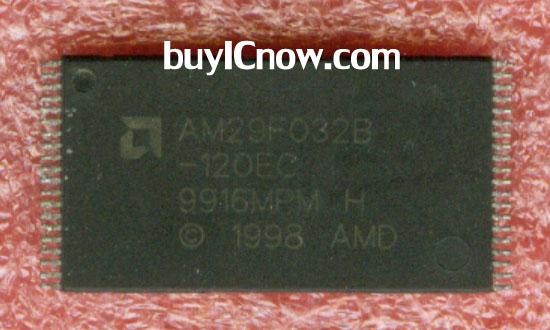 buyICnow.com
AM29F032B
-120EC
9916MPM H
© 1998 AMD